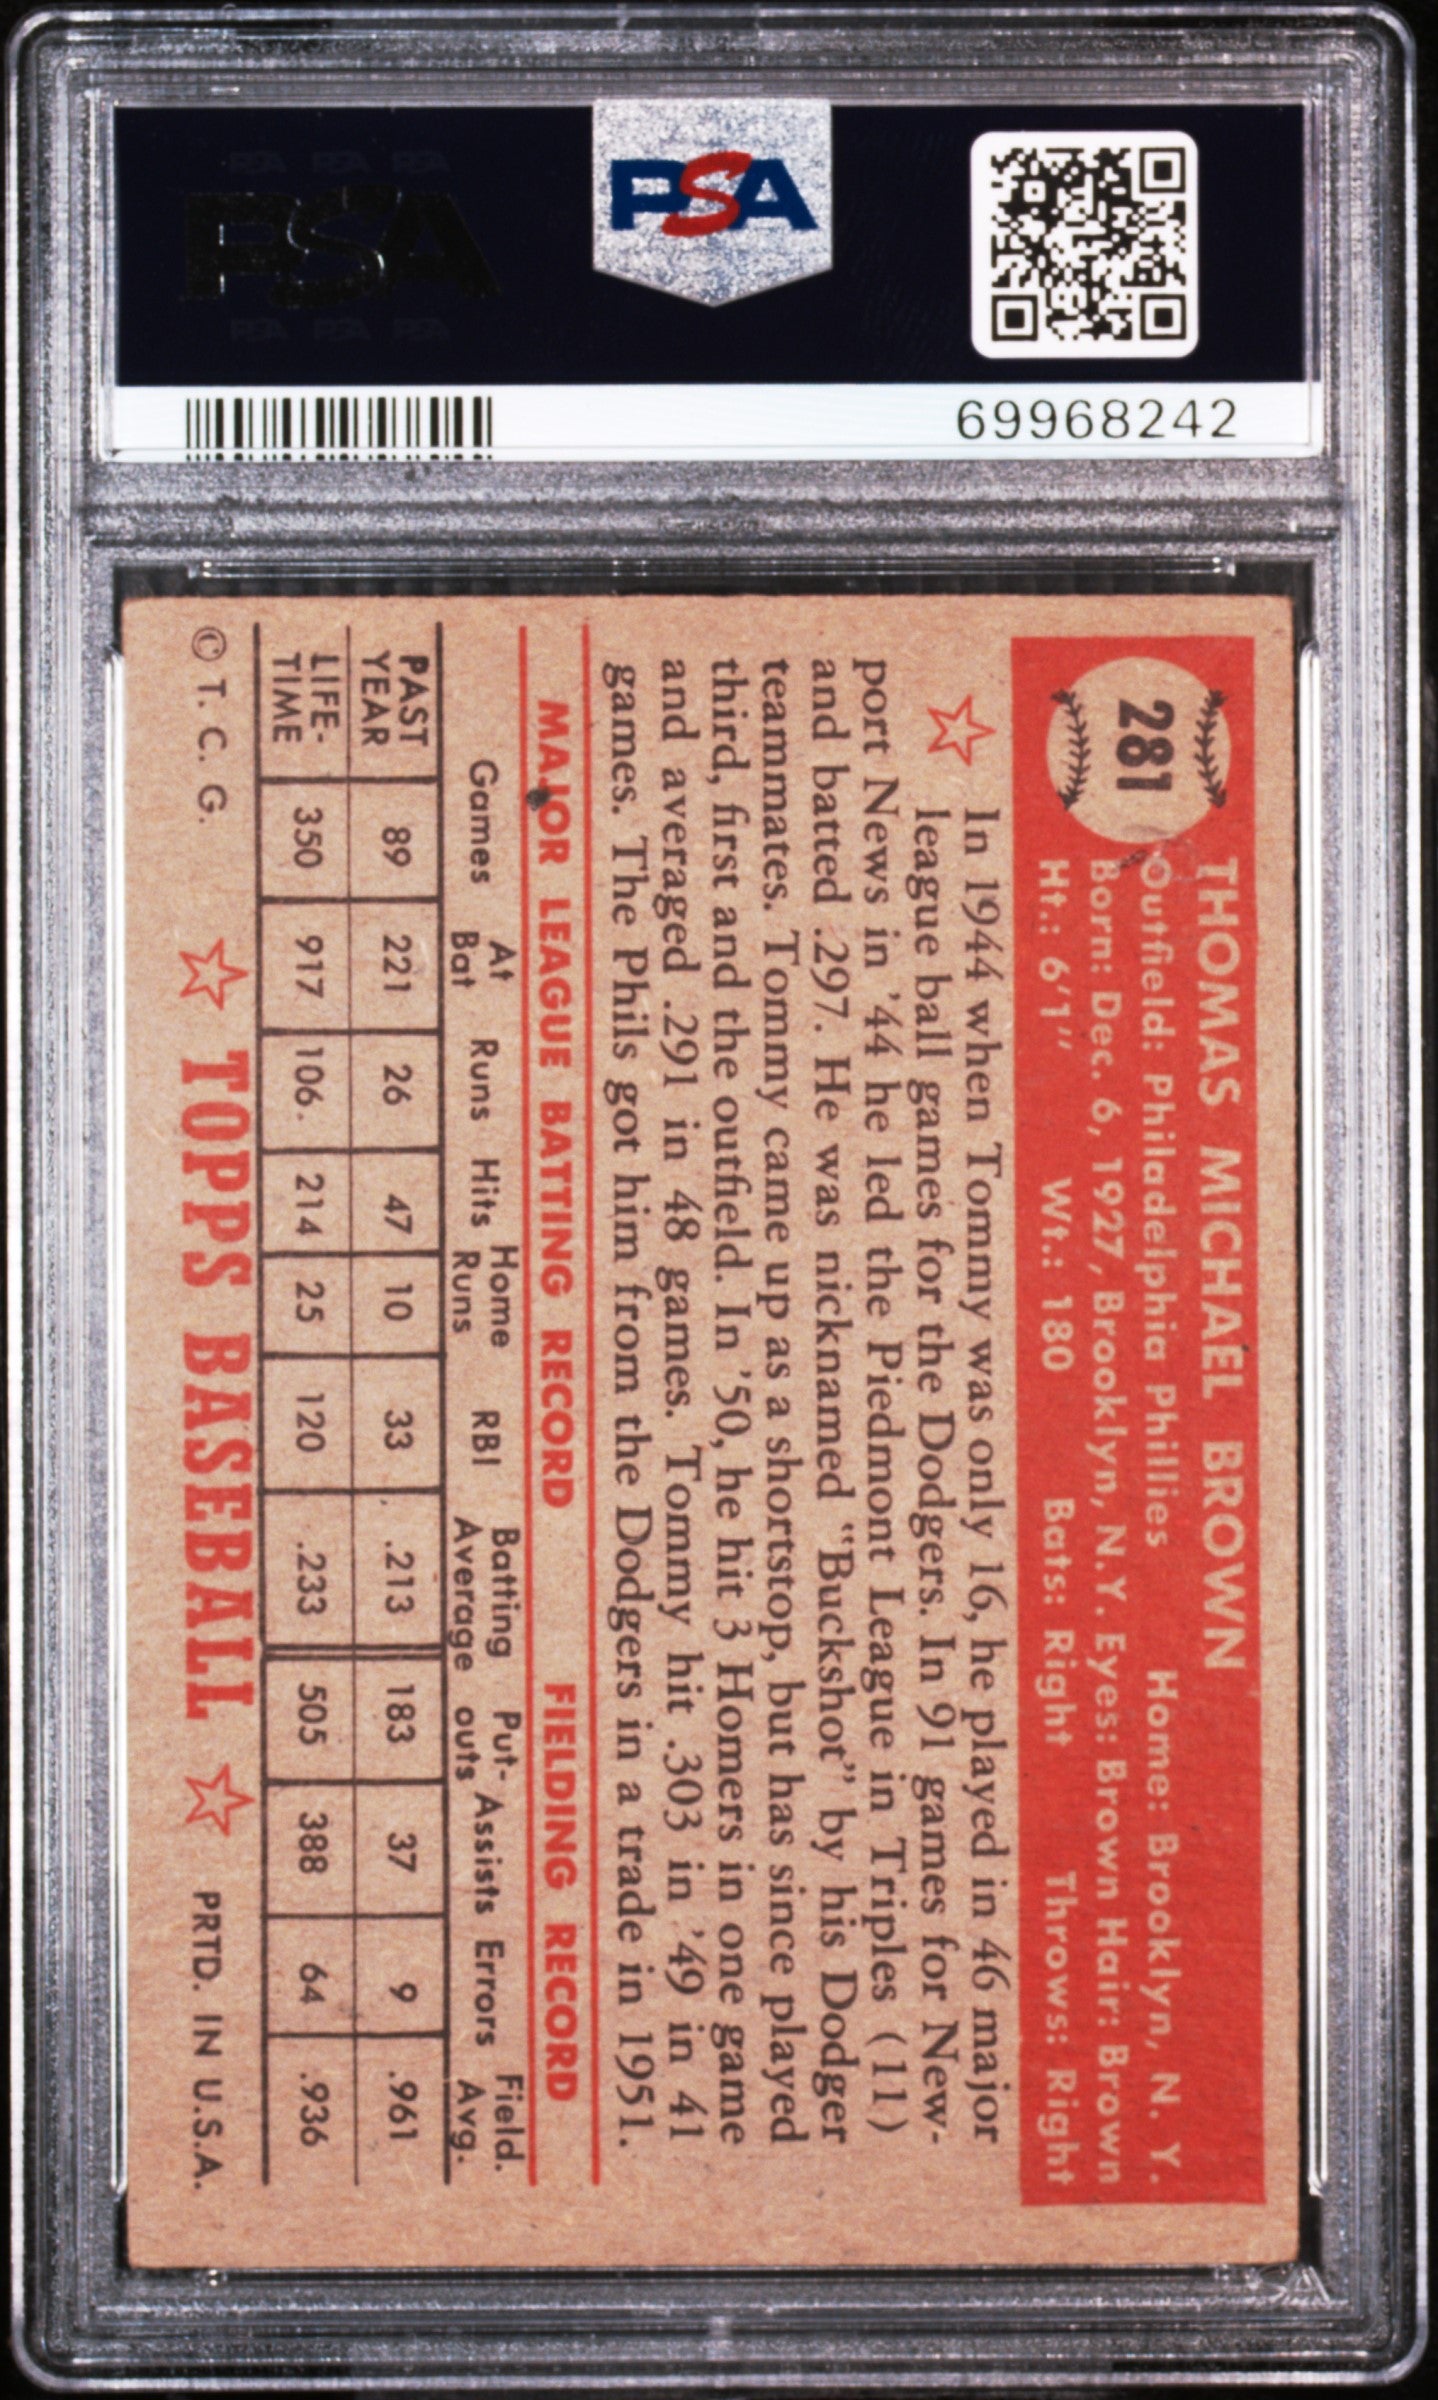 PSA
PSA PSA PSA
PSA
PSA PSA PSA
69968242
281
THOMAS MICHAEL BROWN
Outfield: Philadelphia Phillies Home: Brooklyn, N. Y.
Born: Dec. 6, 1927, Brooklyn, N.Y. Eyes: Brown Hair: Brown
Ht.: 6'1" Wt.: 180 Bats: Right Throws: Right
In 1944 when Tommy was only 16, he played in 46 major
league ball games for the Dodgers. In 91 games for New-
port News in '44 he led the Piedmont League in Triples (11)
and batted .297. He was nicknamed "Buckshot" by his Dodger
teammates. Tommy came up as a shortstop, but has since played
third, first and the outfield. In '50, he hit 3 Homers in one game
and averaged .291 in 48 games. Tommy hit .303 in '49 in 41
games. The Phils got him from the Dodgers in a trade in 1951.
MAJOR LEAGUE BATTING RECORD FIELDING RECORD
Games At Bat Runs Hits Home Runs RBI Batting Average Put-outs Assists Errors Field. Avg.
PAST YEAR 89 221 26 47 10 33 .213 183 37 9 .961
LIFE-TIME 350 917 106. 214 25 120 .233 505 388 64 .936
© T. C. G. TOPPS BASEBALL PRTD. IN U.S.A.
PSA